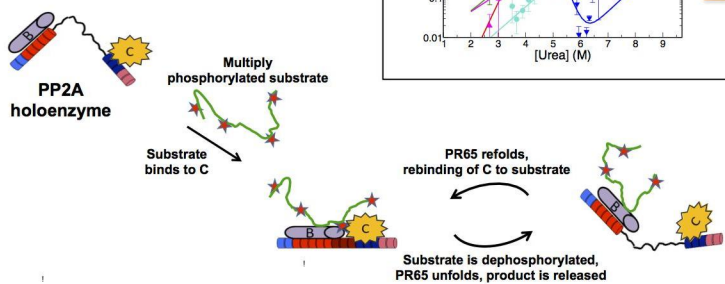 0.1
0.01
1 2 3 4 5 6 7 8 9
[Urea] (M)
B
C
PP2A
holoenzyme
Multiply
phosphorylated substrate
Substrate
binds to C
B
C
PR65 refolds,
rebinding of C to substrate
B
C
Substrate is dephosphorylated,
PR65 unfolds, product is released